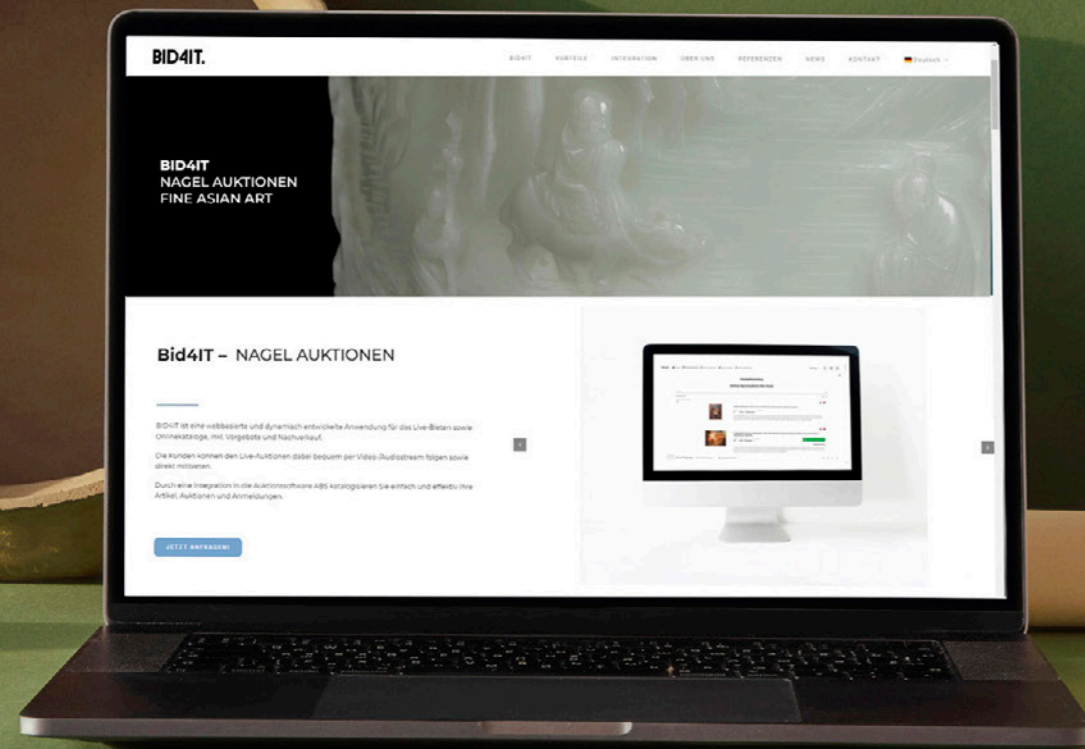 BID4IT.
BID4IT VORTEILE INTEGRATION ÜBER UNS REFERENZEN NEWS KONTAKT Deutsch
BID4IT
NAGEL AUKTIONEN
FINE ASIAN ART
Bid4IT – NAGEL AUKTIONEN
BID4IT ist eine webbasierte und dynamisch entwickelte Anwendung für das Live-Bieten sowie
Onlinekataloge, inkl. Vorgebote und Nachverkauf.
Die Kunden können den Live-Auktionen dabei bequem per Video-/Audiostream folgen sowie
direkt mitbieten.
Durch eine Integration in die Auktionssoftware ABS katalogisieren Sie einfach und effektiv Ihre
Artikel, Auktionen und Anmeldungen.
JETZT ANFRAGEN!